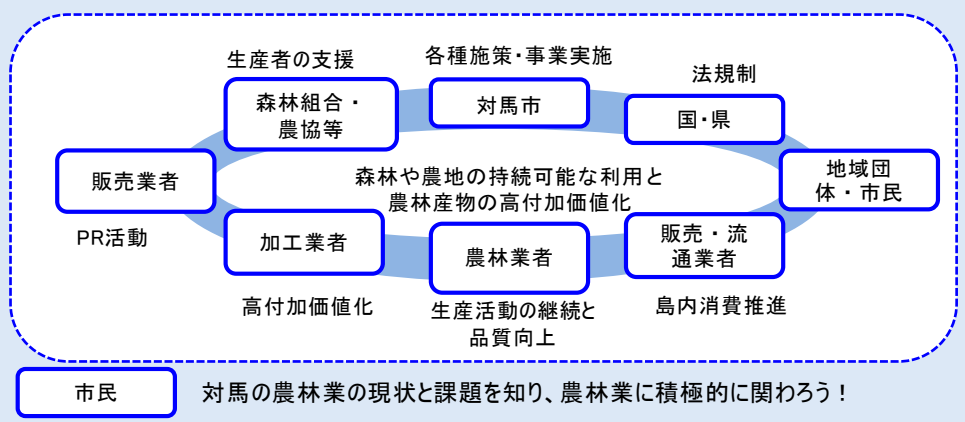 生産者の支援
各種施策・事業実施
法規制
森林組合・
農協等
対馬市
国・県
販売業者
地域団
体・市民
森林や農地の持続可能な利用と
農林産物の高付加価値化
PR活動
加工業者
農林業者
販売・流
通業者
高付加価値化
生産活動の継続と
品質向上
島内消費推進
市民
対馬の農林業の現状と課題を知り、農林業に積極的に関わろう！